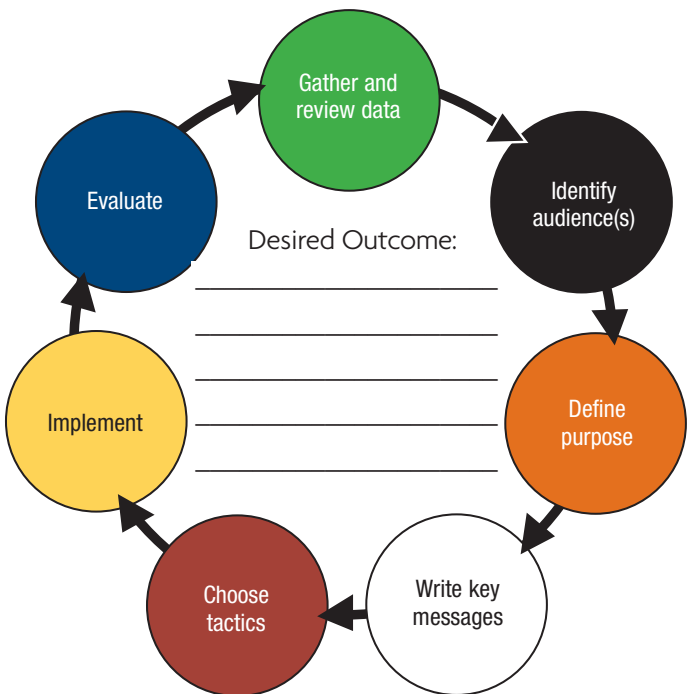 Gather and
review data
Identify
audience(s)
Define
purpose
Write key
messages
Choose
tactics
Implement
Evaluate
Desired Outcome: